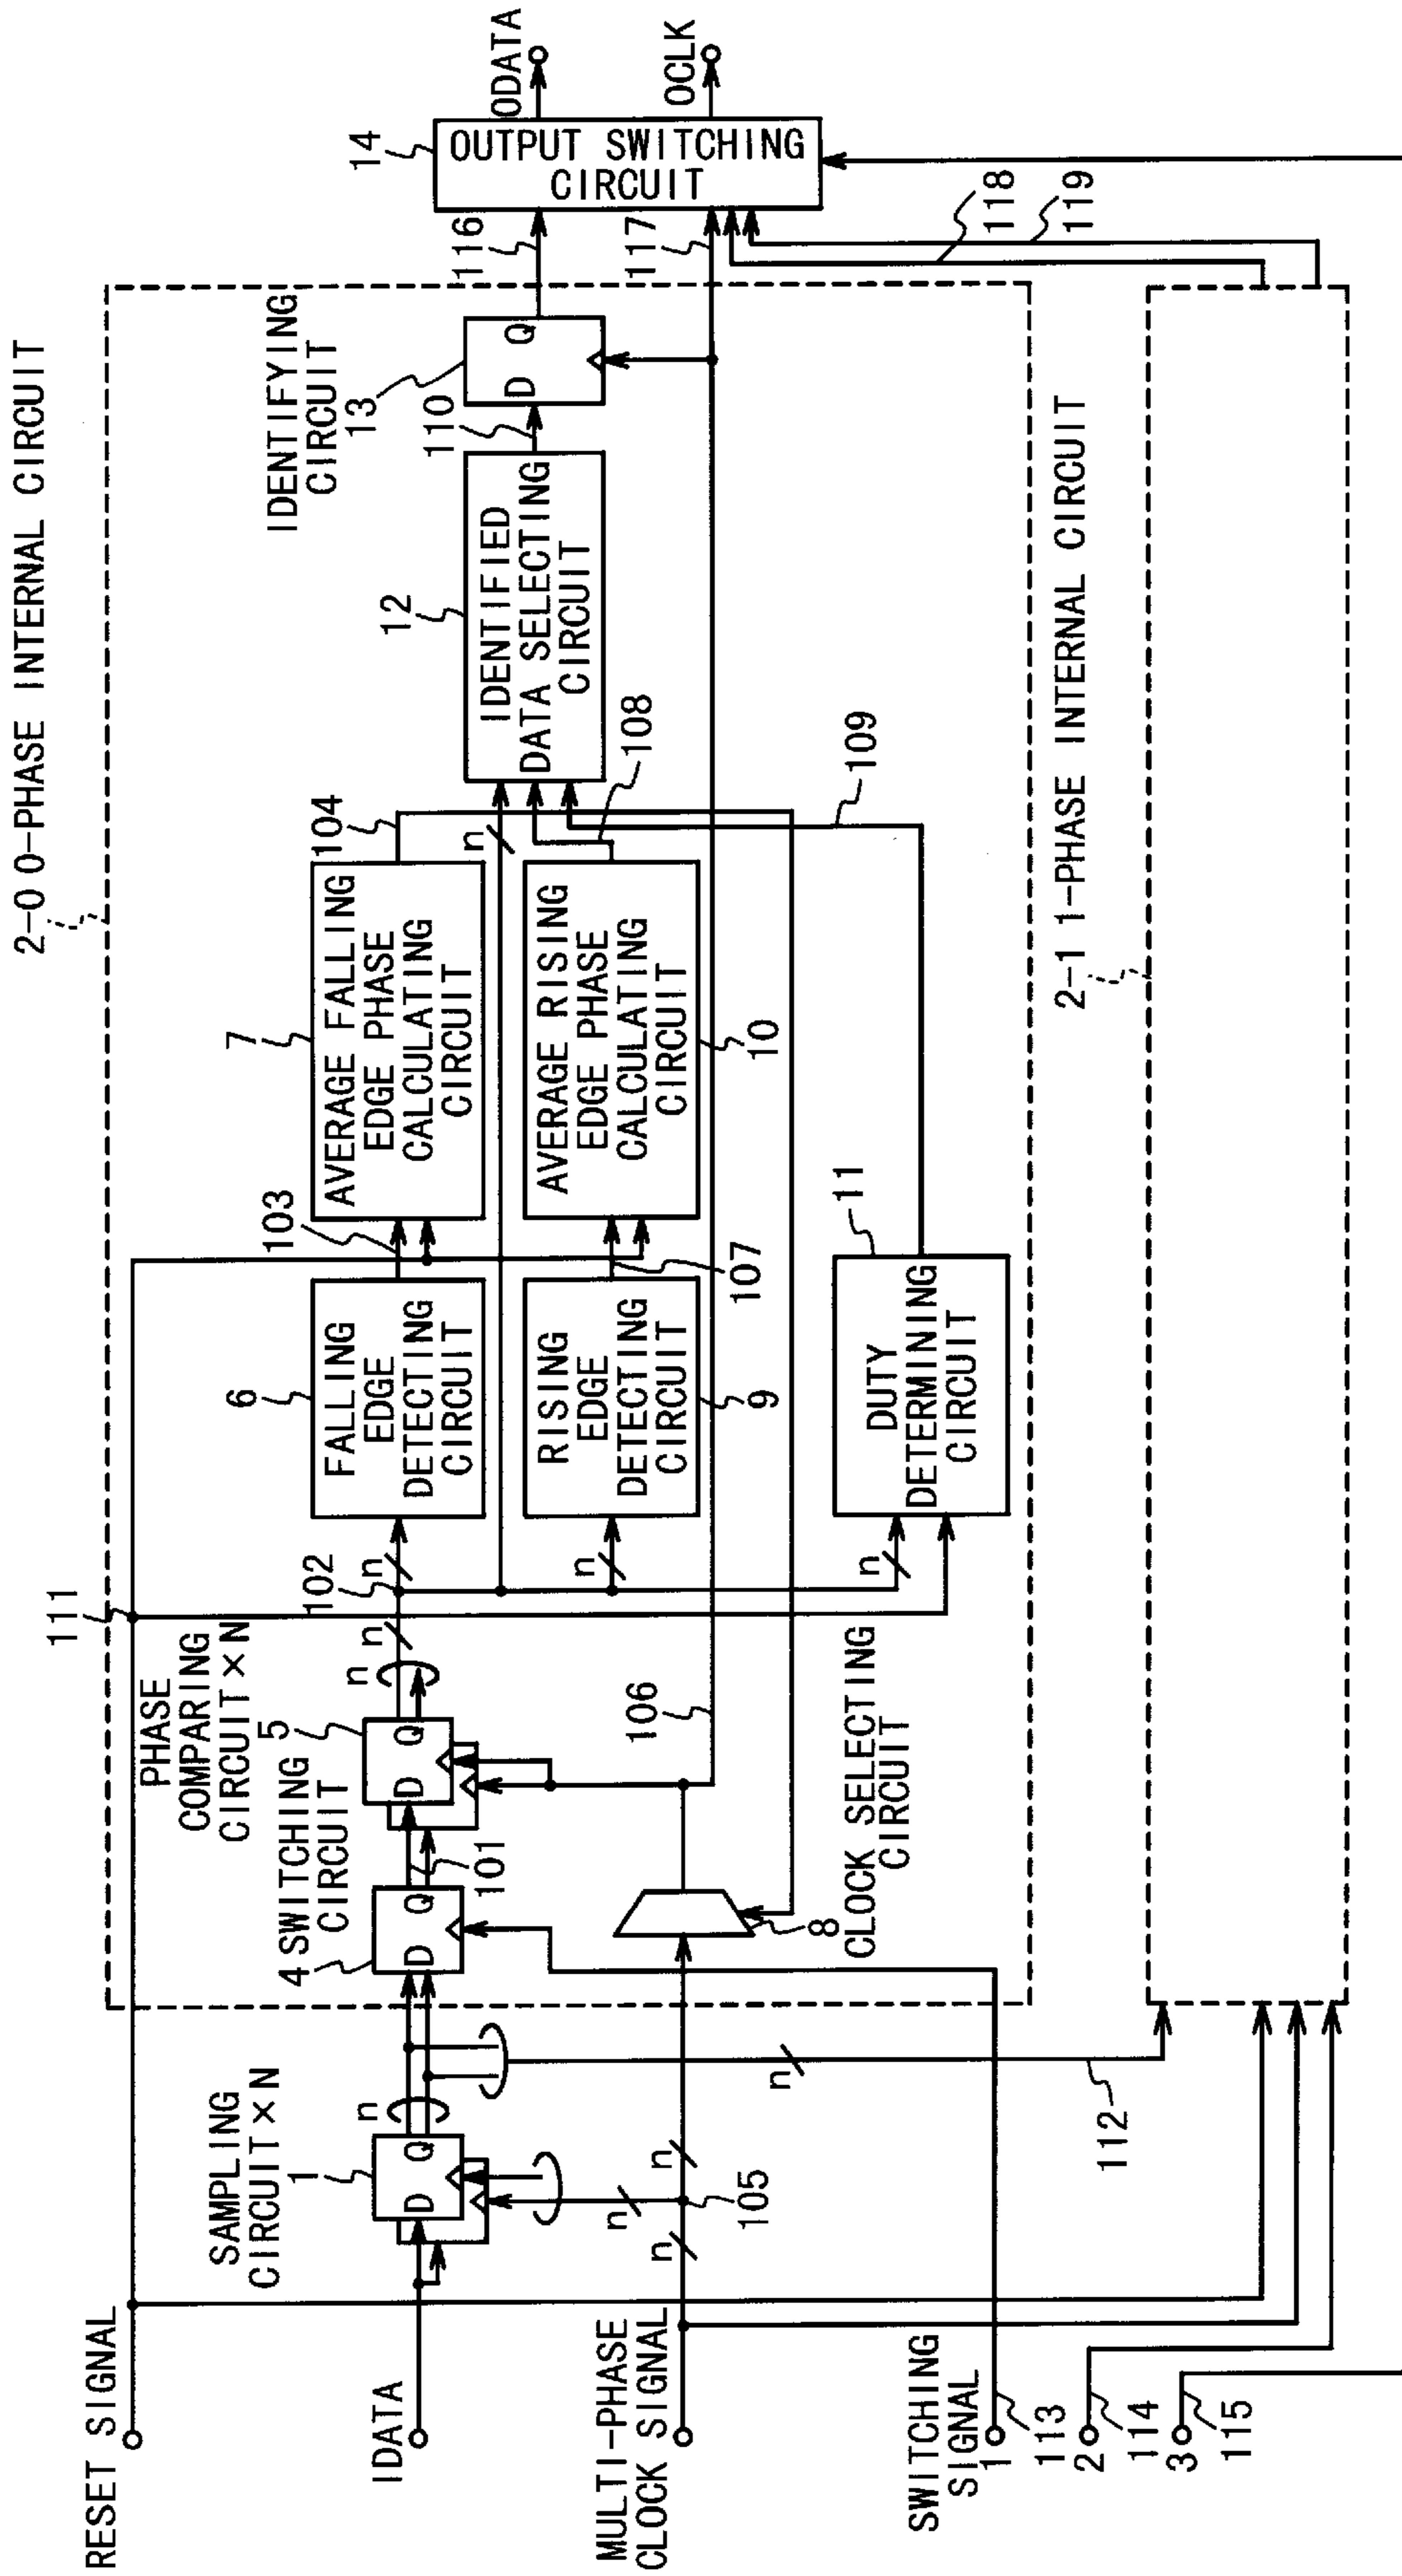 2-0 0-PHASE INTERNAL CIRCUIT
RESET SIGNAL
111
IDATA
SAMPLING
CIRCUIT×N
1
D Q
n
n
MULTI-PHASE
CLOCK SIGNAL
n
105
n
n
112
SWITCHING
SIGNAL
1
113
2
114
3
115
4 SWITCHING
CIRCUIT
D Q
101
PHASE
COMPARING
CIRCUIT×N
5
D Q
n
n
102
8
CLOCK SELECTING
CIRCUIT
106
n
6
FALLING
EDGE
DETECTING
CIRCUIT
103
7
AVERAGE FALLING
EDGE PHASE
CALCULATING
CIRCUIT
104
n
RISING
EDGE
DETECTING
CIRCUIT
9
107
AVERAGE RISING
EDGE PHASE
CALCULATING
CIRCUIT
10
108
n
n
11
DUTY
DETERMINING
CIRCUIT
109
12
IDENTIFIED
DATA SELECTING
CIRCUIT
110
IDENTIFYING
CIRCUIT
13
D Q
116
117
14
OUTPUT SWITCHING
CIRCUIT
ODATA
OCLK
118
119
2-1 1-PHASE INTERNAL CIRCUIT